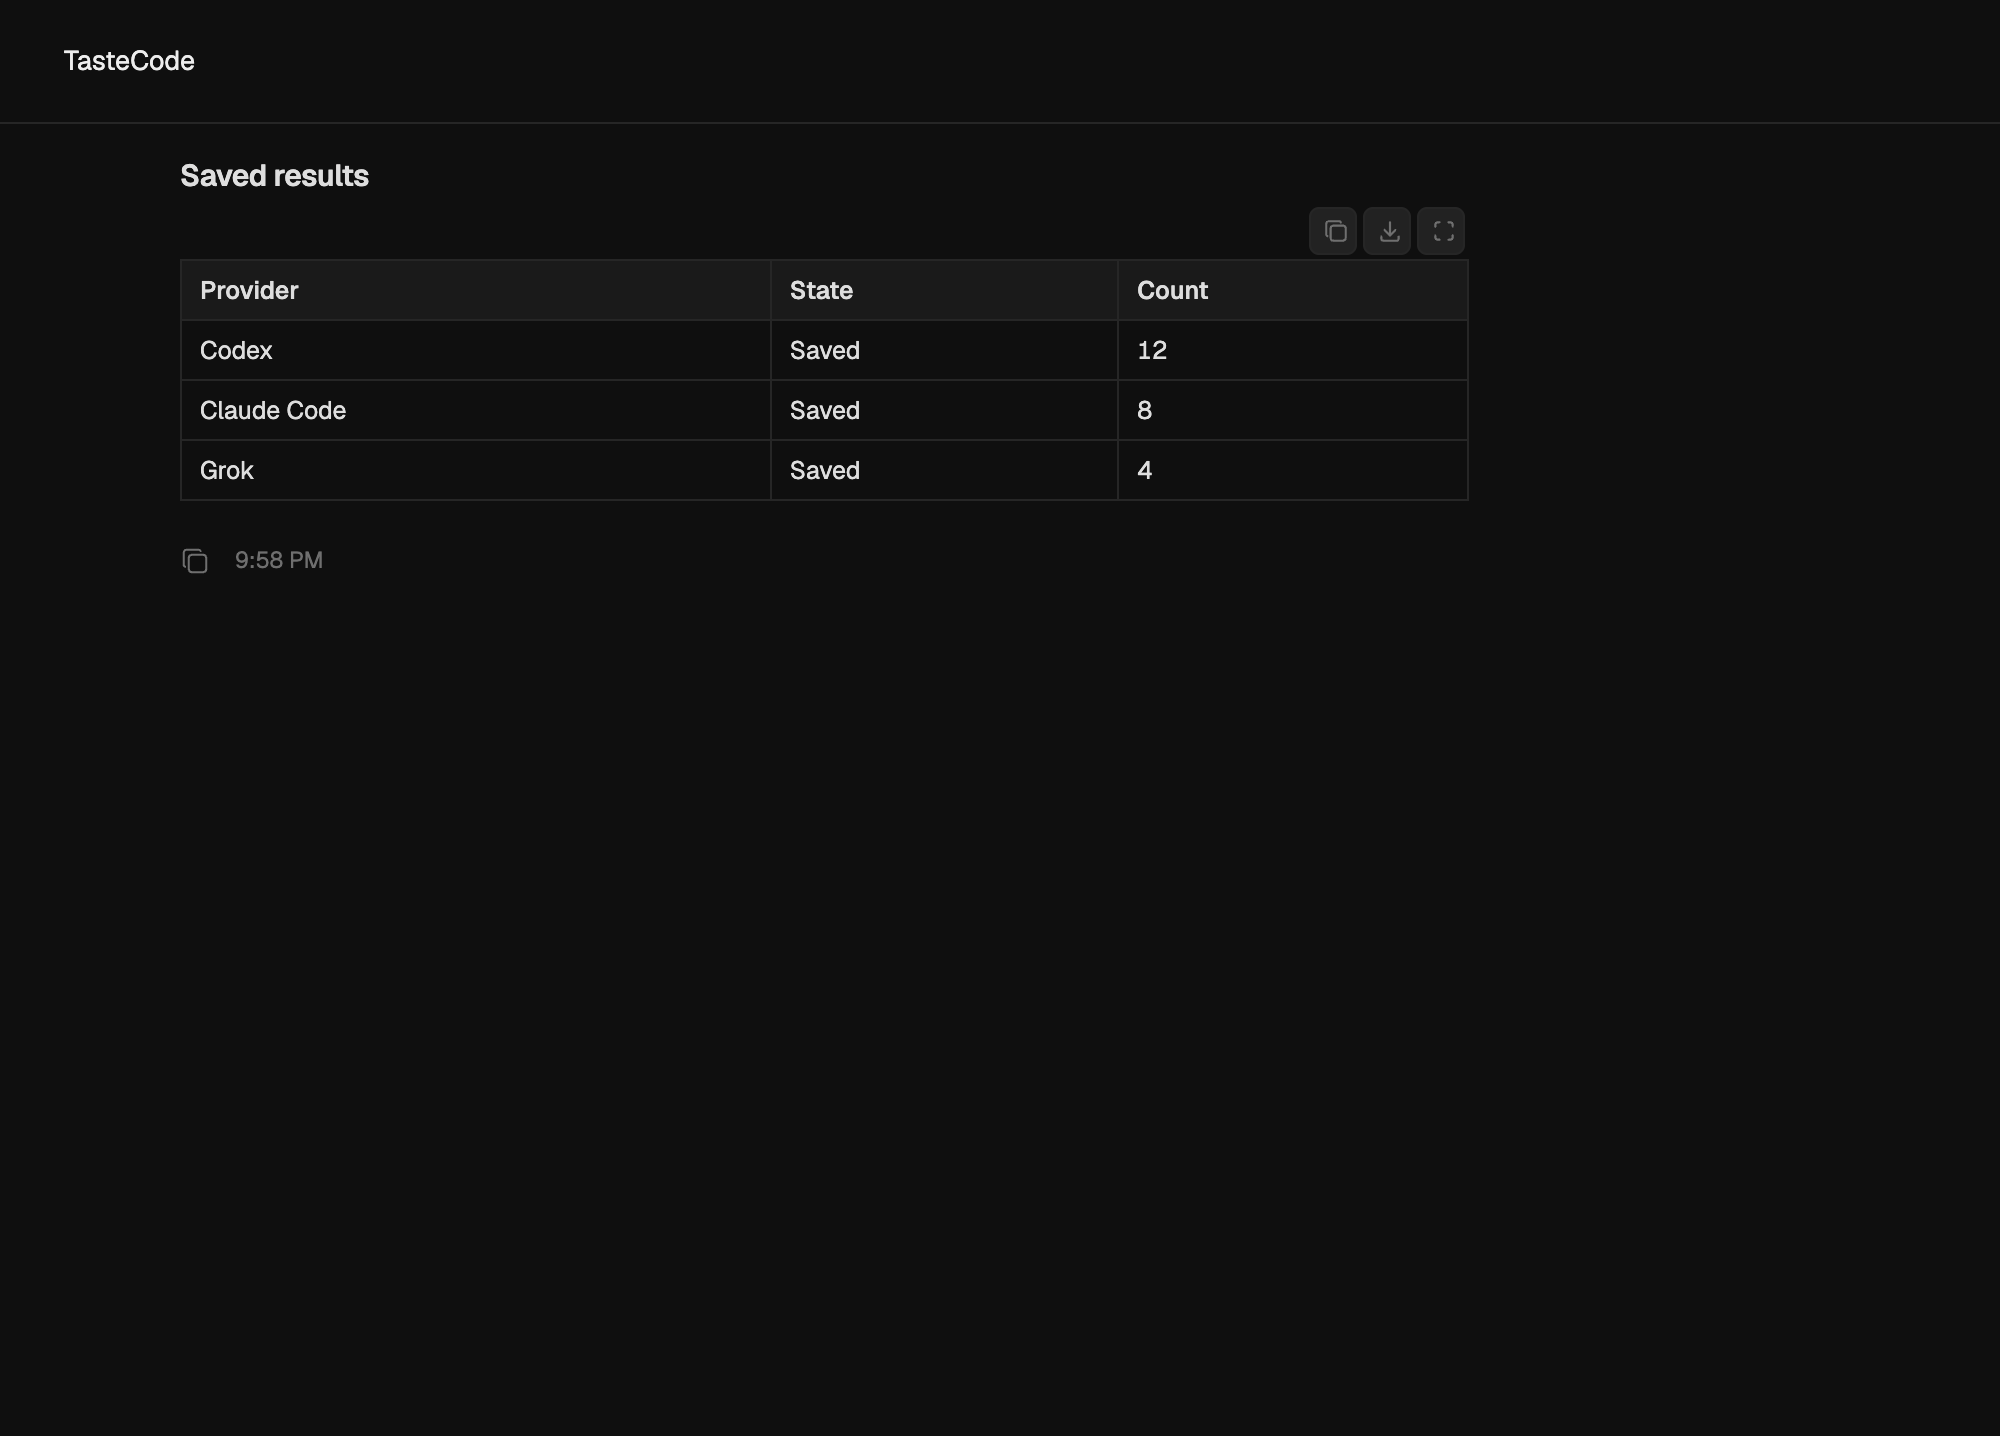 TasteCode
Saved results
Provider State Count
Codex Saved 12
Claude Code Saved 8
Grok Saved 4
9:58 PM